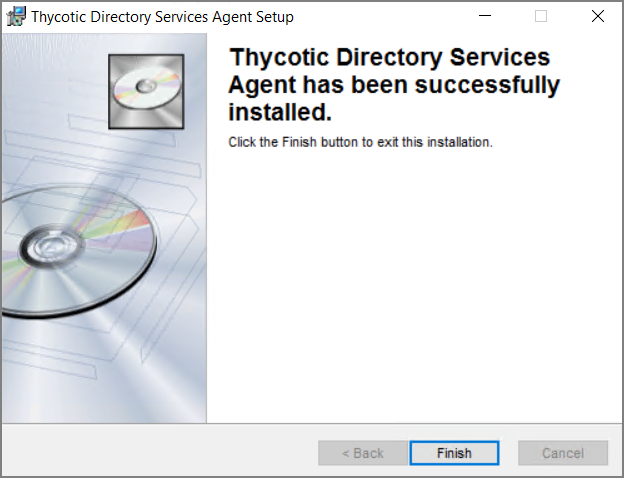 Thycotic Directory Services Agent Setup
Thycotic Directory Services
Agent has been successfully
installed.
Click the Finish button to exit this installation.
< Back
Finish
Cancel